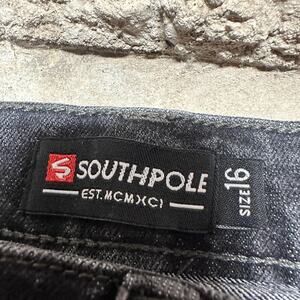 SOUTHPOLE
EST. MCMXCI
SIZE 16